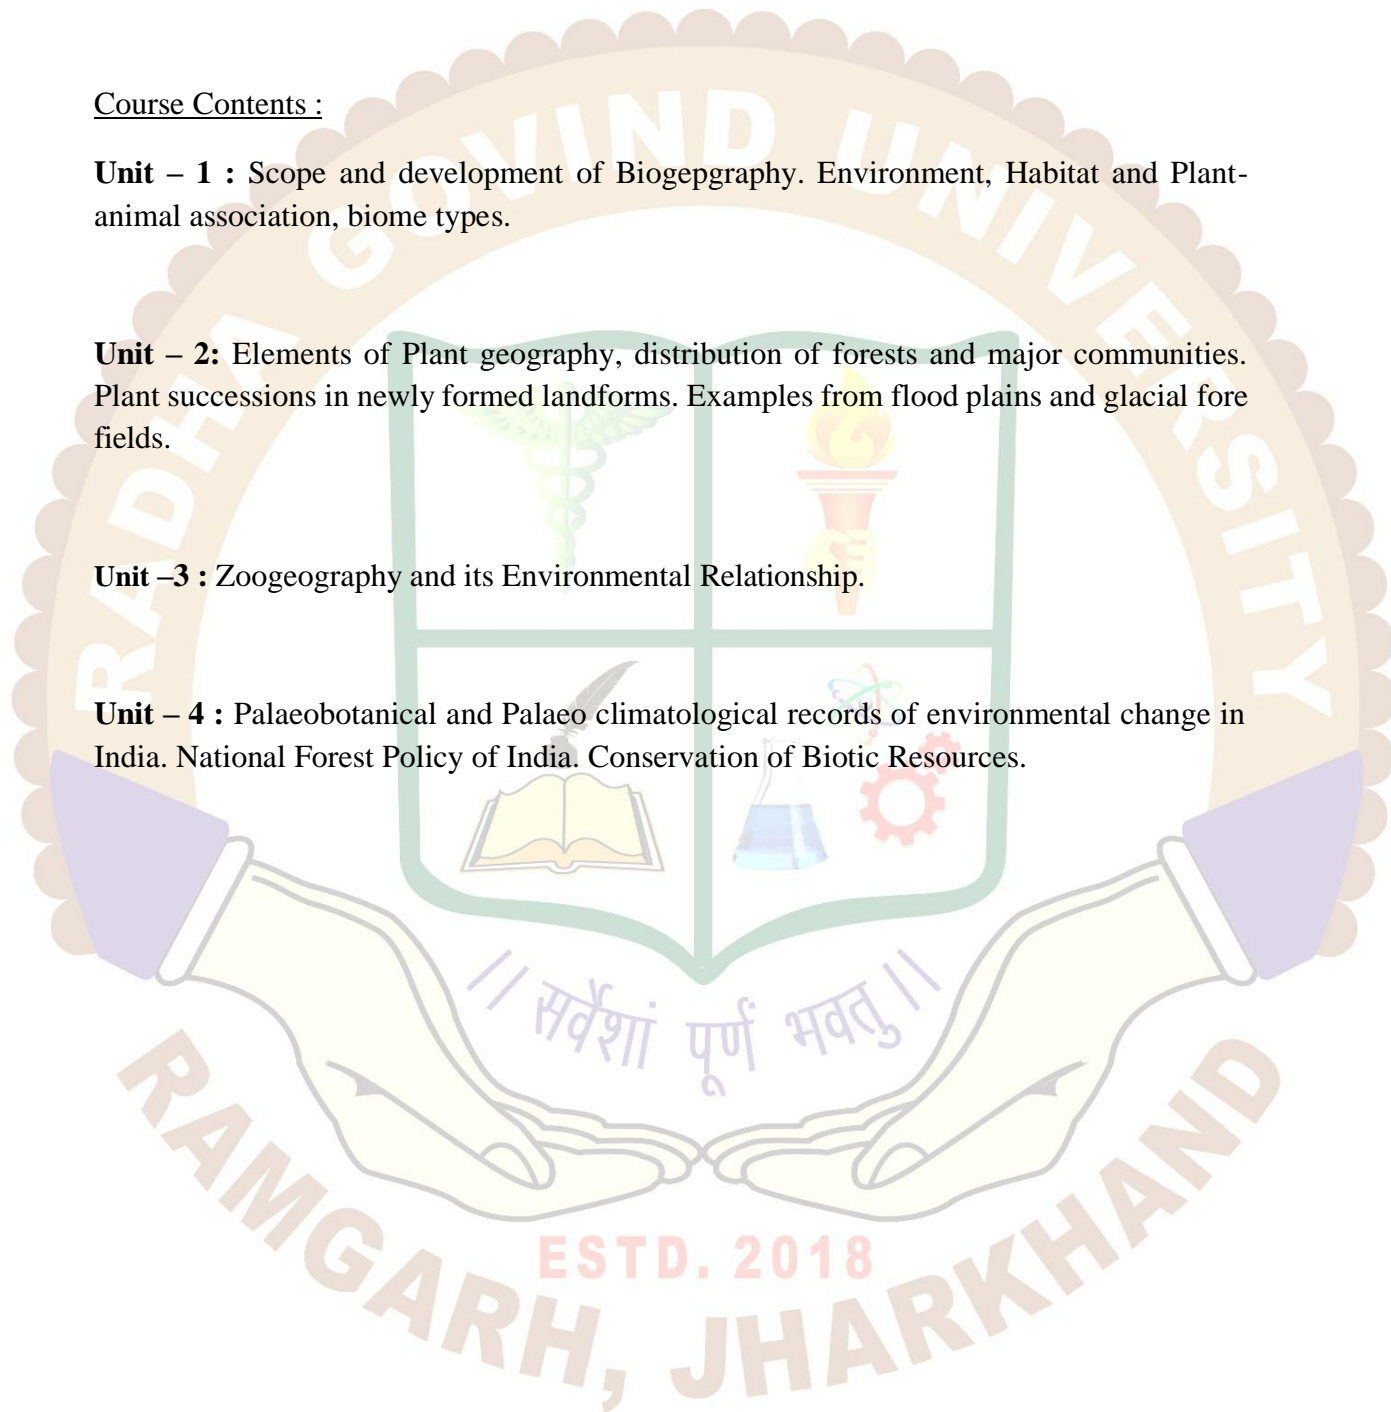 Course Contents :
Unit – 1 : Scope and development of Biogepgraphy. Environment, Habitat and Plant-
animal association, biome types.
Unit – 2: Elements of Plant geography, distribution of forests and major communities.
Plant successions in newly formed landforms. Examples from flood plains and glacial fore
fields.
Unit –3 : Zoogeography and its Environmental Relationship.
Unit – 4 : Palaeobotanical and Palaeo climatological records of environmental change in
India. National Forest Policy of India. Conservation of Biotic Resources.
RADHA GOVIND UNIVERSITY
// सर्वेशां पूर्ण भवतु //
ESTD. 2018
RAMGARH, JHARKHAND